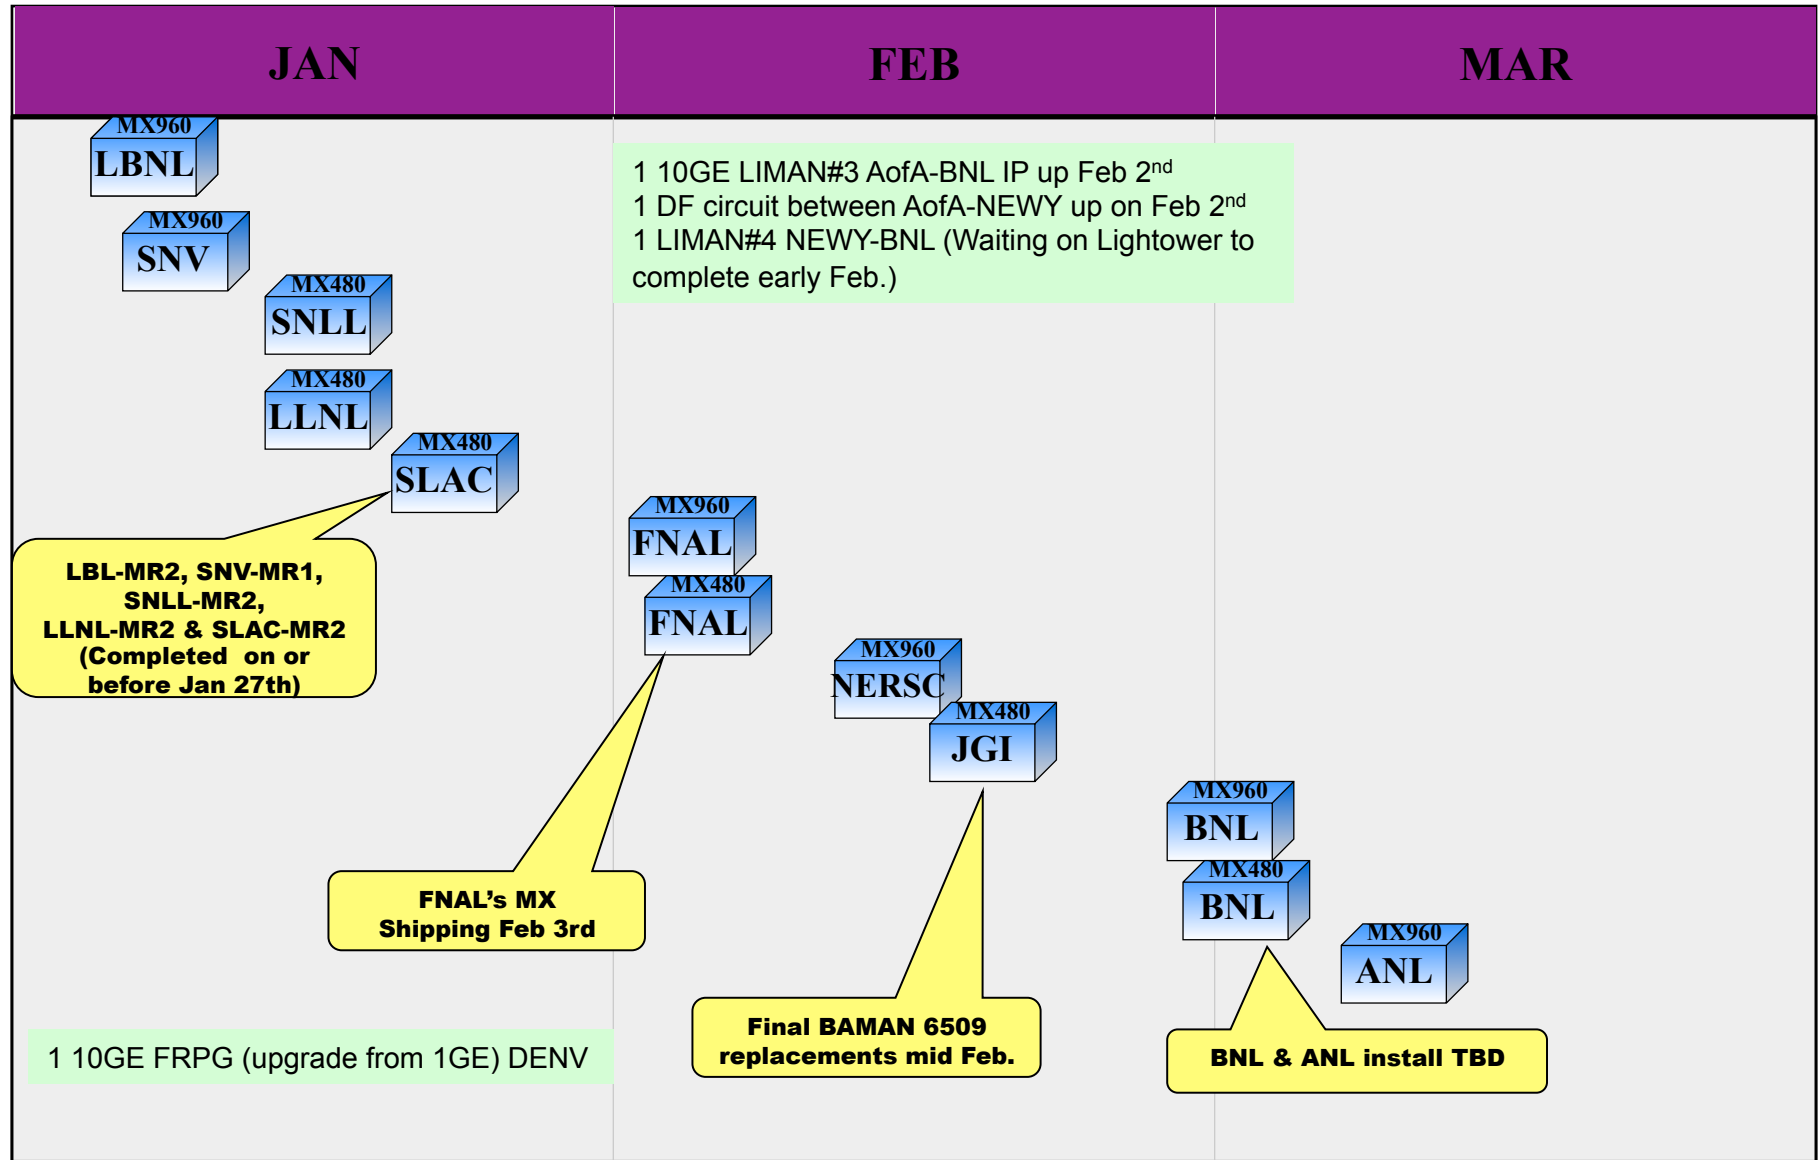 JAN
FEB
MAR
MX960
LBNL
MX960
SNV
MX480
SNLL
MX480
LLNL
MX480
SLAC
1 10GE LIMAN#3 AofA-BNL IP up Feb 2nd
1 DF circuit between AofA-NEWY up on Feb 2nd
1 LIMAN#4 NEWY-BNL (Waiting on Lightower to
complete early Feb.)
LBL-MR2, SNV-MR1,
SNLL-MR2,
LLNL-MR2 & SLAC-MR2
(Completed on or
before Jan 27th)
MX960
FNAL
MX480
FNAL
MX960
NERSC
MX480
JGI
MX960
BNL
MX480
BNL
MX960
ANL
FNAL’s MX
Shipping Feb 3rd
Final BAMAN 6509
replacements mid Feb.
BNL & ANL install TBD
1 10GE FRPG (upgrade from 1GE) DENV